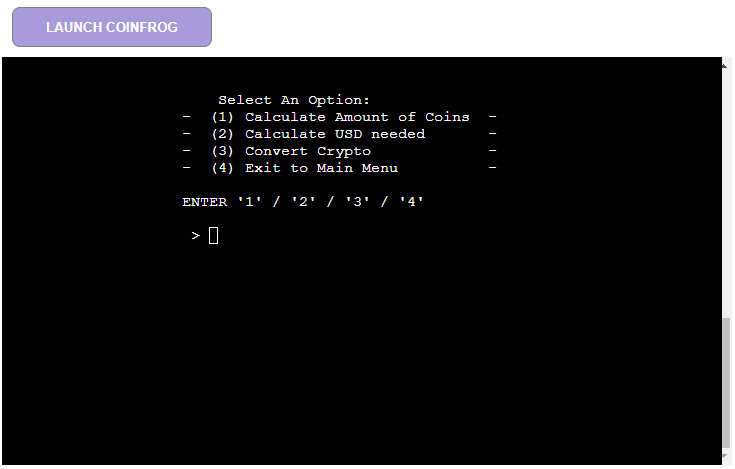 LAUNCH COINFROG
Select An Option:
- (1) Calculate Amount of Coins -
- (2) Calculate USD needed -
- (3) Convert Crypto -
- (4) Exit to Main Menu -
ENTER '1' / '2' / '3' / '4'
>